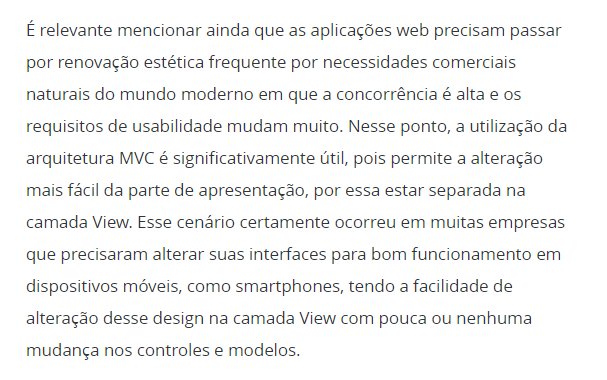 É relevante mencionar ainda que as aplicações web precisam passar
por renovação estética frequente por necessidades comerciais
naturais do mundo moderno em que a concorrência é alta e os
requisitos de usabilidade mudam muito. Nesse ponto, a utilização da
arquitetura MVC é significativamente útil, pois permite a alteração
mais fácil da parte de apresentação, por essa estar separada na
camada View. Esse cenário certamente ocorreu em muitas empresas
que precisaram alterar suas interfaces para bom funcionamento em
dispositivos móveis, como smartphones, tendo a facilidade de
alteração desse design na camada View com pouca ou nenhuma
mudança nos controles e modelos.